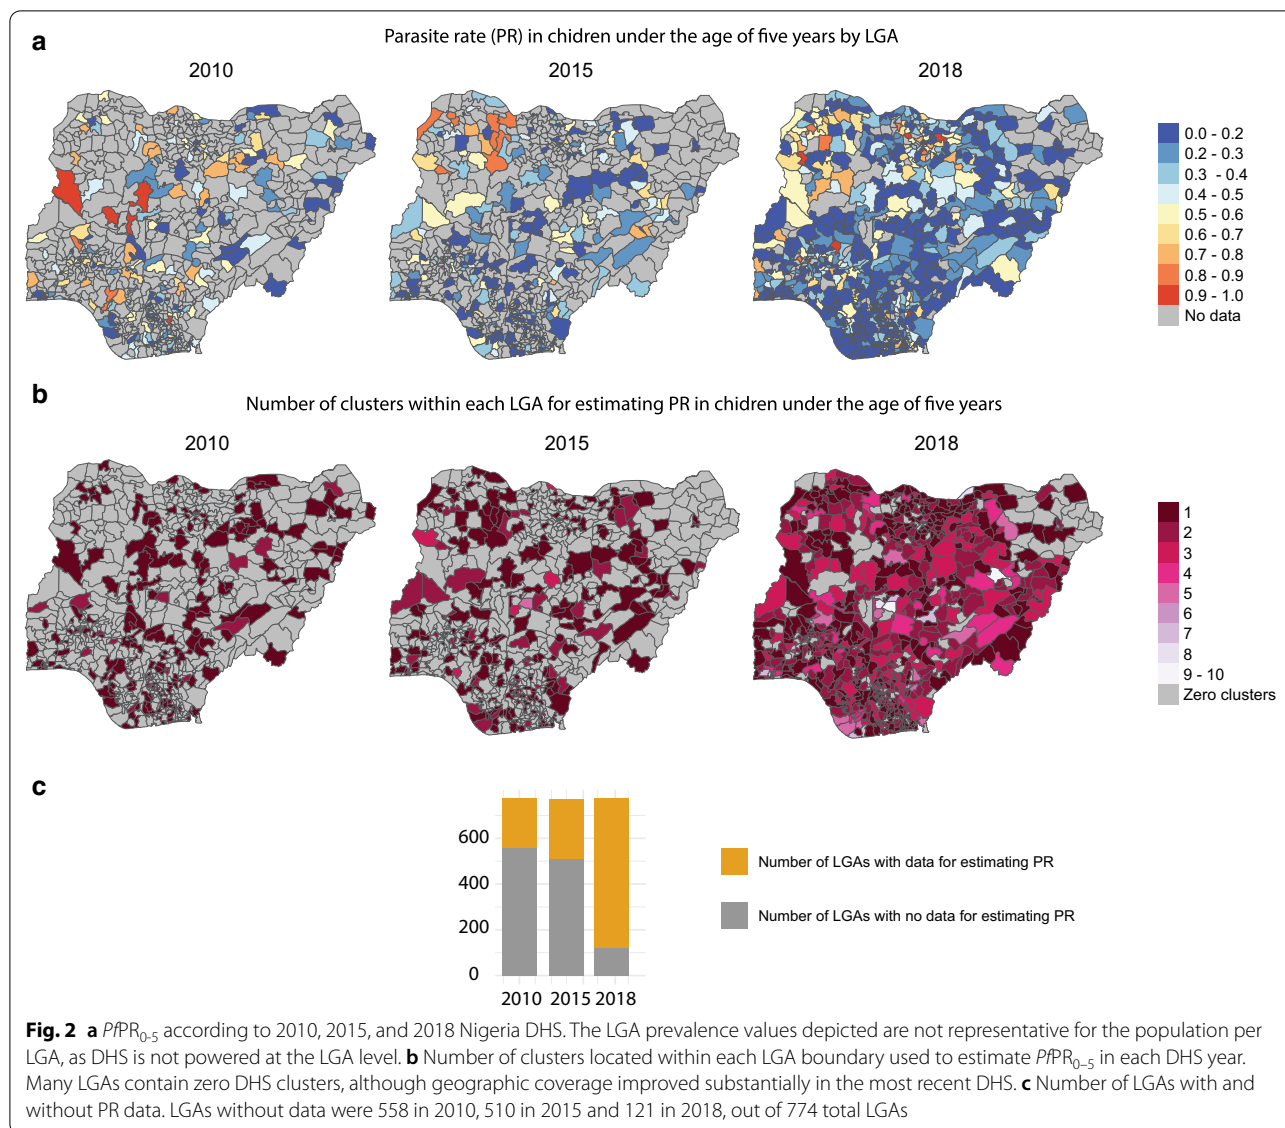 a
Parasite rate (PR) in chidren under the age of five years by LGA
2010
2015
2018
0.0 - 0.2
0.2 - 0.3
0.3 - 0.4
0.4 - 0.5
0.5 - 0.6
0.6 - 0.7
0.7 - 0.8
0.8 - 0.9
0.9 - 1.0
No data
b
Number of clusters within each LGA for estimating PR in chidren under the age of five years
2010
2015
2018
1
2
3
4
5
6
7
8
9 - 10
Zero clusters
c
600
400
200
0
2010
2015
2018
Number of LGAs with data for estimating PR
Number of LGAs with no data for estimating PR
Fig. 2 a PfPR0-5 according to 2010, 2015, and 2018 Nigeria DHS. The LGA prevalence values depicted are not representative for the population per
LGA, as DHS is not powered at the LGA level. b Number of clusters located within each LGA boundary used to estimate PfPR0–5 in each DHS year.
Many LGAs contain zero DHS clusters, although geographic coverage improved substantially in the most recent DHS. c Number of LGAs with and
without PR data. LGAs without data were 558 in 2010, 510 in 2015 and 121 in 2018, out of 774 total LGAs